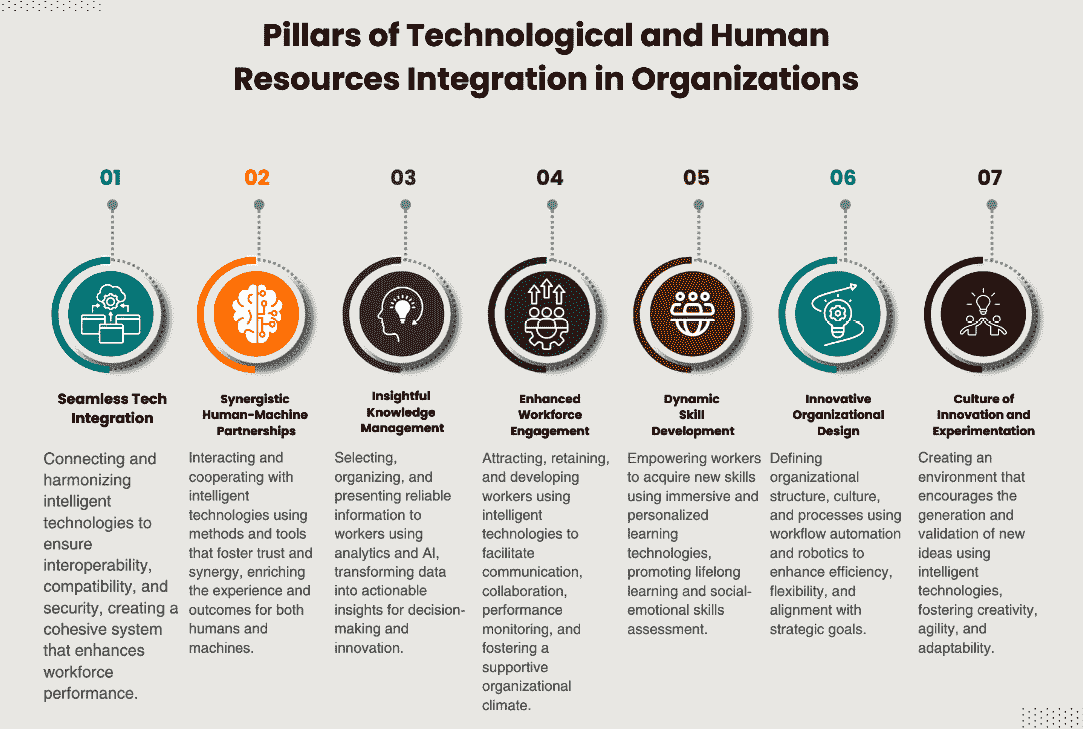 Pillars of Technological and Human
Resources Integration in Organizations
01
Seamless Tech
Integration
Connecting and
harmonizing
intelligent
technologies to
ensure
interoperability,
compatibility, and
security, creating a
cohesive system
that enhances
workforce
performance.
02
Synergistic
Human-Machine
Partnerships
Interacting and
cooperating with
intelligent
technologies using
methods and tools
that foster trust and
synergy, enriching
the experience and
outcomes for both
humans and
machines.
03
Insightful
Knowledge
Management
Selecting,
organizing, and
presenting reliable
information to
workers using
analytics and AI,
transforming data
into actionable
insights for decision-
making and
innovation.
04
Enhanced
Workforce
Engagement
Attracting, retaining,
and developing
workers using
intelligent
technologies to
facilitate
communication,
collaboration,
performance
monitoring, and
fostering a
supportive
organizational
climate.
05
Dynamic
Skill
Development
Empowering workers
to acquire new skills
using immersive and
personalized
learning
technologies,
promoting lifelong
learning and social-
emotional skills
assessment.
06
Innovative
Organizational
Design
Defining
organizational
structure, culture,
and processes using
workflow automation
and robotics to
enhance efficiency,
flexibility, and
alignment with
strategic goals.
07
Culture of
Innovation and
Experimentation
Creating an
environment that
encourages the
generation and
validation of new
ideas using
intelligent
technologies,
fostering creativity,
agility, and
adaptability.